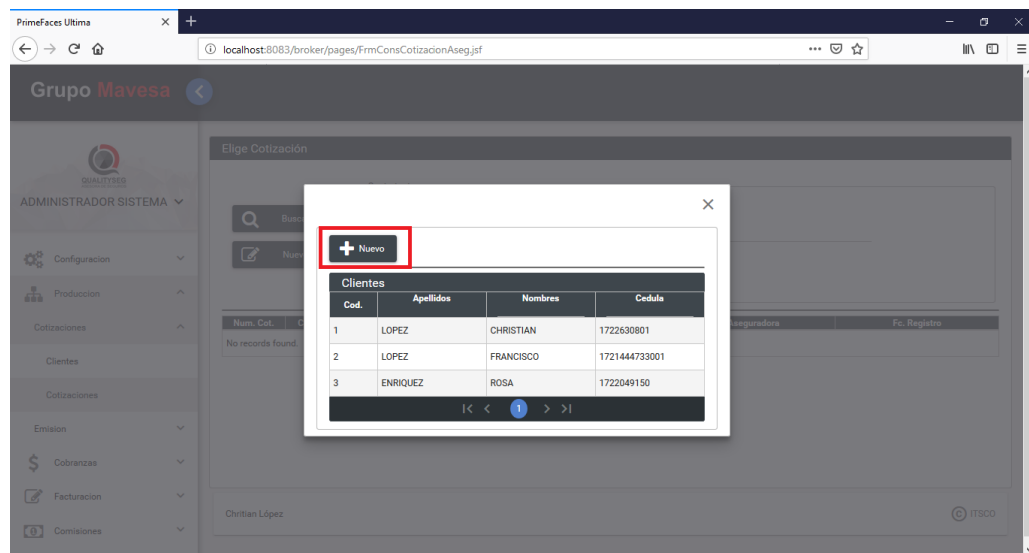 PrimeFaces Ultima
localhost:8083/broker/pages/FrmConsCotizacionAseg.jsf
Grupo Mavesa
QUALITYSEG
ADMINISTRADOR SISTEMA
Configuracion
Produccion
Cotizaciones
Clientes
Cotizaciones
Emision
Cobranzas
Facturacion
Comisiones
Elige Cotización
Nuevo
Clientes
Cod. Apellidos Nombres Cedula
1 LOPEZ CHRISTIAN 1722630801
2 LOPEZ FRANCISCO 1721444733001
3 ENRIQUEZ ROSA 1722049150
1
Num. Cot. Aseguradora Fc. Registro
No records found.
Chritian López
ITSCO